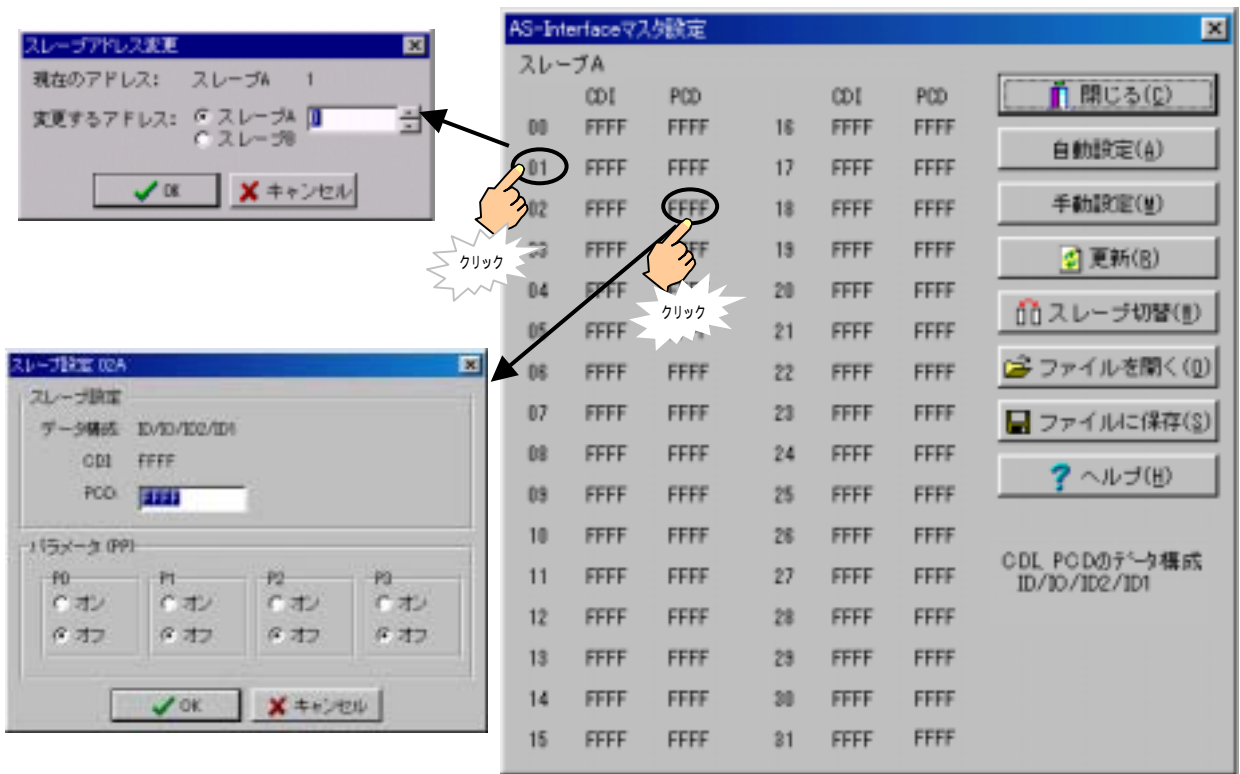 スレーブアドレス変更
現在のアドレス: スレーブA 1
変更するアドレス: スレーブA 0
スレーブB
OK キャンセル
AS-Interfaceマスタ設定
スレーブA
CDI PCD CDI PCD
00 FFFF FFFF 16 FFFF FFFF
01 FFFF FFFF 17 FFFF FFFF
02 FFFF FFFF 18 FFFF FFFF
03 FFFF FFFF 19 FFFF FFFF
04 FFFF 20 FFFF FFFF
05 FFFF 21 FFFF FFFF
06 FFFF FFFF 22 FFFF FFFF
07 FFFF FFFF 23 FFFF FFFF
08 FFFF FFFF 24 FFFF FFFF
09 FFFF FFFF 25 FFFF FFFF
10 FFFF FFFF 26 FFFF FFFF
11 FFFF FFFF 27 FFFF FFFF
12 FFFF FFFF 28 FFFF FFFF
13 FFFF FFFF 29 FFFF FFFF
14 FFFF FFFF 30 FFFF FFFF
15 FFFF FFFF 31 FFFF FFFF
閉じる(C)
自動設定(A)
手動設定(M)
更新(R)
スレーブ切替(W)
ファイルを開く(O)
ファイルに保存(S)
ヘルプ(H)
CDI, PCDのデータ構成
ID/IO/ID2/ID1
クリック
クリック
スレーブ設定 02A
スレーブ設定
データ構成 ID/IO/ID2/ID1
CDI FFFF
PCD FFFF
パラメータ (PP)
P0 P1 P2 P3
オン オン オン オン
オフ オフ オフ オフ
OK キャンセル